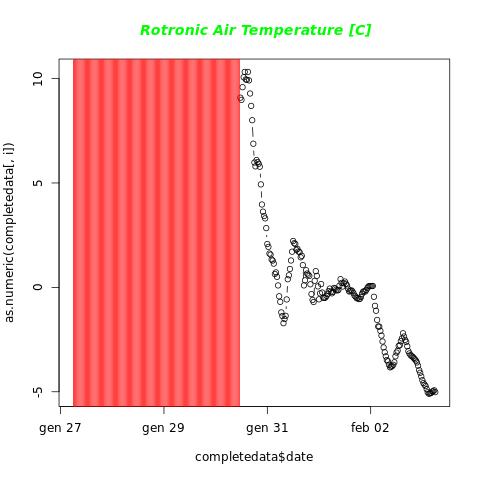 Rotronic Air Temperature [C]
as.numeric(completedata[, i])
10
5
0
-5
gen 27
gen 29
gen 31
feb 02
completedata$date